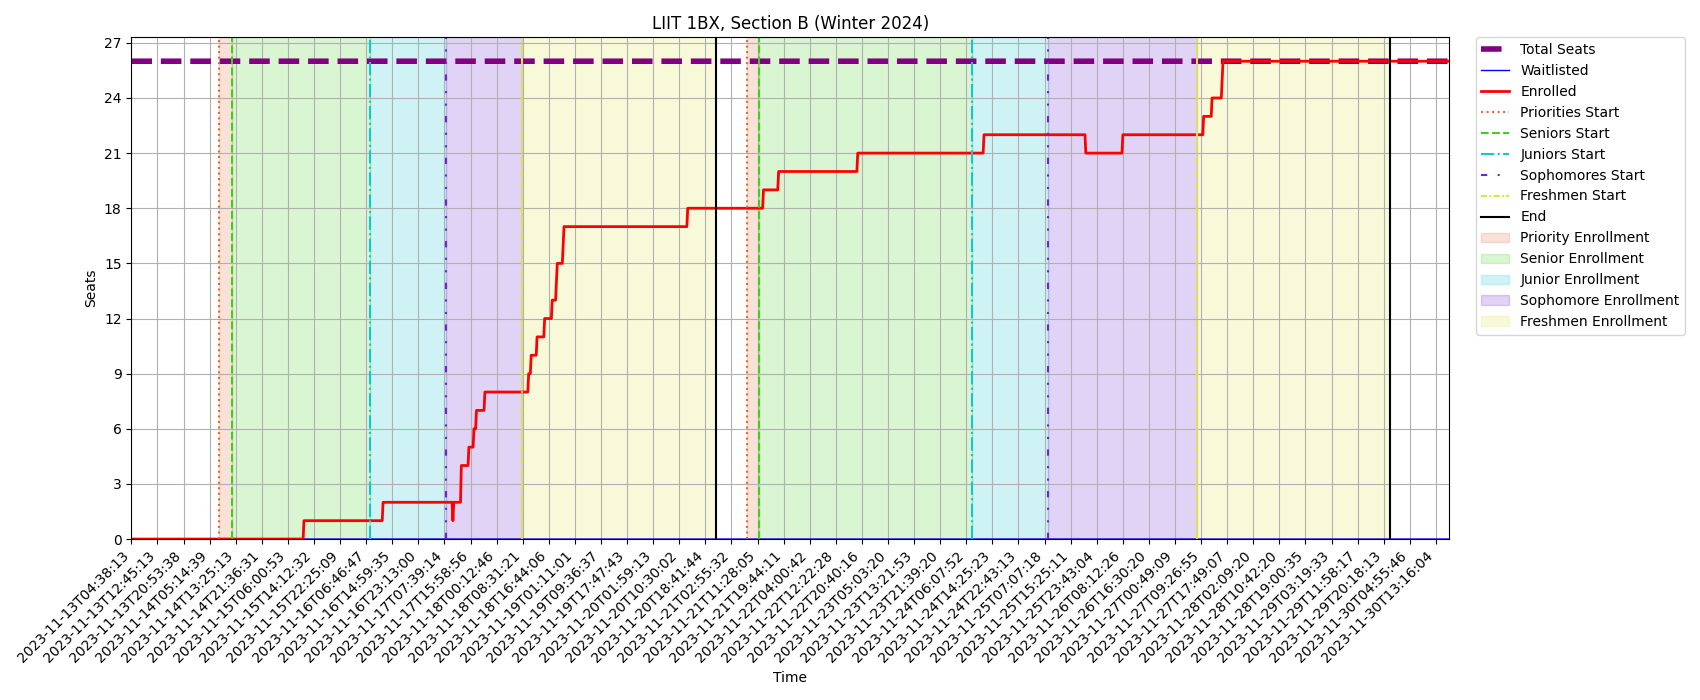 LIIT 1BX, Section B (Winter 2024)
27
24
21
18
15
12
9
6
3
0
Seats
2023-11-13T04:38:13
2023-11-13T12:45:13
2023-11-13T20:53:38
2023-11-14T05:14:39
2023-11-14T13:25:13
2023-11-14T21:36:31
2023-11-15T06:00:53
2023-11-15T14:12:32
2023-11-15T22:25:09
2023-11-16T06:46:47
2023-11-16T14:59:35
2023-11-16T23:13:00
2023-11-17T07:39:14
2023-11-17T15:58:56
2023-11-18T00:12:46
2023-11-18T08:31:21
2023-11-18T16:44:06
2023-11-19T01:11:01
2023-11-19T09:36:37
2023-11-19T17:47:43
2023-11-20T01:59:13
2023-11-20T10:30:02
2023-11-20T18:41:44
2023-11-21T02:55:32
2023-11-21T11:28:05
2023-11-21T19:44:11
2023-11-22T04:00:42
2023-11-22T12:22:28
2023-11-22T20:40:16
2023-11-23T05:03:20
2023-11-23T13:21:53
2023-11-23T21:39:20
2023-11-24T06:07:52
2023-11-24T14:25:23
2023-11-24T22:43:13
2023-11-25T07:07:18
2023-11-25T15:25:11
2023-11-25T23:43:04
2023-11-26T08:12:26
2023-11-26T16:30:20
2023-11-27T00:49:09
2023-11-27T09:26:55
2023-11-27T17:49:07
2023-11-28T02:09:20
2023-11-28T10:42:20
2023-11-28T19:00:35
2023-11-29T03:19:33
2023-11-29T11:58:17
2023-11-29T20:18:13
2023-11-30T04:55:46
2023-11-30T13:16:04
Time
Total Seats
Waitlisted
Enrolled
Priorities Start
Seniors Start
Juniors Start
Sophomores Start
Freshmen Start
End
Priority Enrollment
Senior Enrollment
Junior Enrollment
Sophomore Enrollment
Freshmen Enrollment